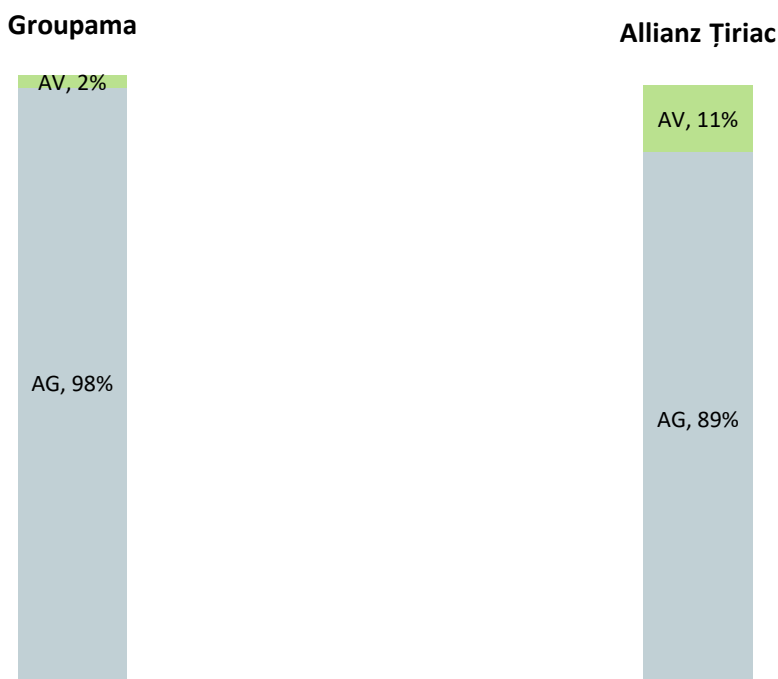 Groupama
AV, 2%
AG, 98%
Allianz Țiriac
AV, 11%
AG, 89%